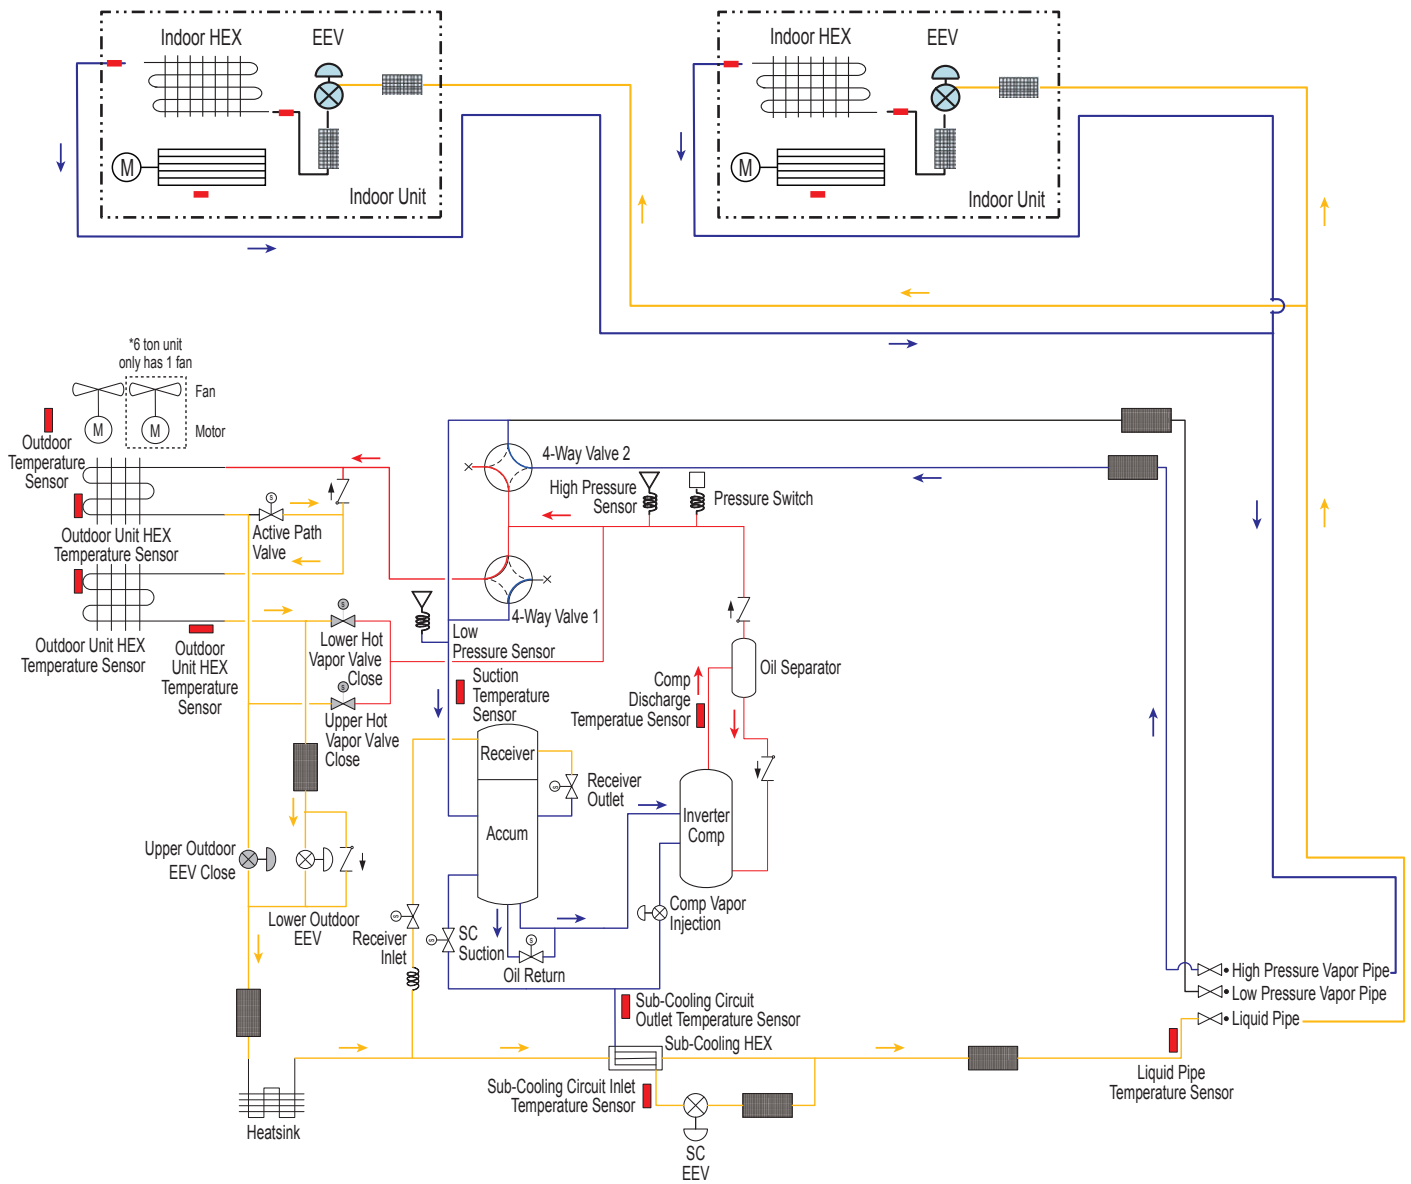 Indoor HEX
EEV
M
Indoor Unit
Indoor HEX
EEV
M
Indoor Unit
*6 ton unit
only has 1 fan
Fan
M
M
Motor
Outdoor
Temperature
Sensor
4-Way Valve 2
High Pressure
Sensor
Pressure Switch
S
Active Path
Valve
Outdoor Unit HEX
Temperature Sensor
4-Way Valve 1
S
Lower Hot
Vapor Valve
Close
Low
Pressure Sensor
Outdoor Unit HEX
Temperature Sensor
Outdoor
Unit HEX
Temperature
Sensor
Oil Separator
Suction
Temperature
Sensor
Comp
Discharge
Temperatue Sensor
S
Upper Hot
Vapor Valve
Close
Receiver
S
Receiver
Outlet
Accum
Inverter
Comp
Upper Outdoor
EEV Close
Lower Outdoor
EEV
S
Receiver
Inlet
S
SC
Suction
S
Oil Return
Comp Vapor
Injection
High Pressure Vapor Pipe
Low Pressure Vapor Pipe
Liquid Pipe
Sub-Cooling Circuit
Outlet Temperature Sensor
Sub-Cooling HEX
Sub-Cooling Circuit Inlet
Temperature Sensor
Liquid Pipe
Temperature Sensor
Heatsink
SC
EEV